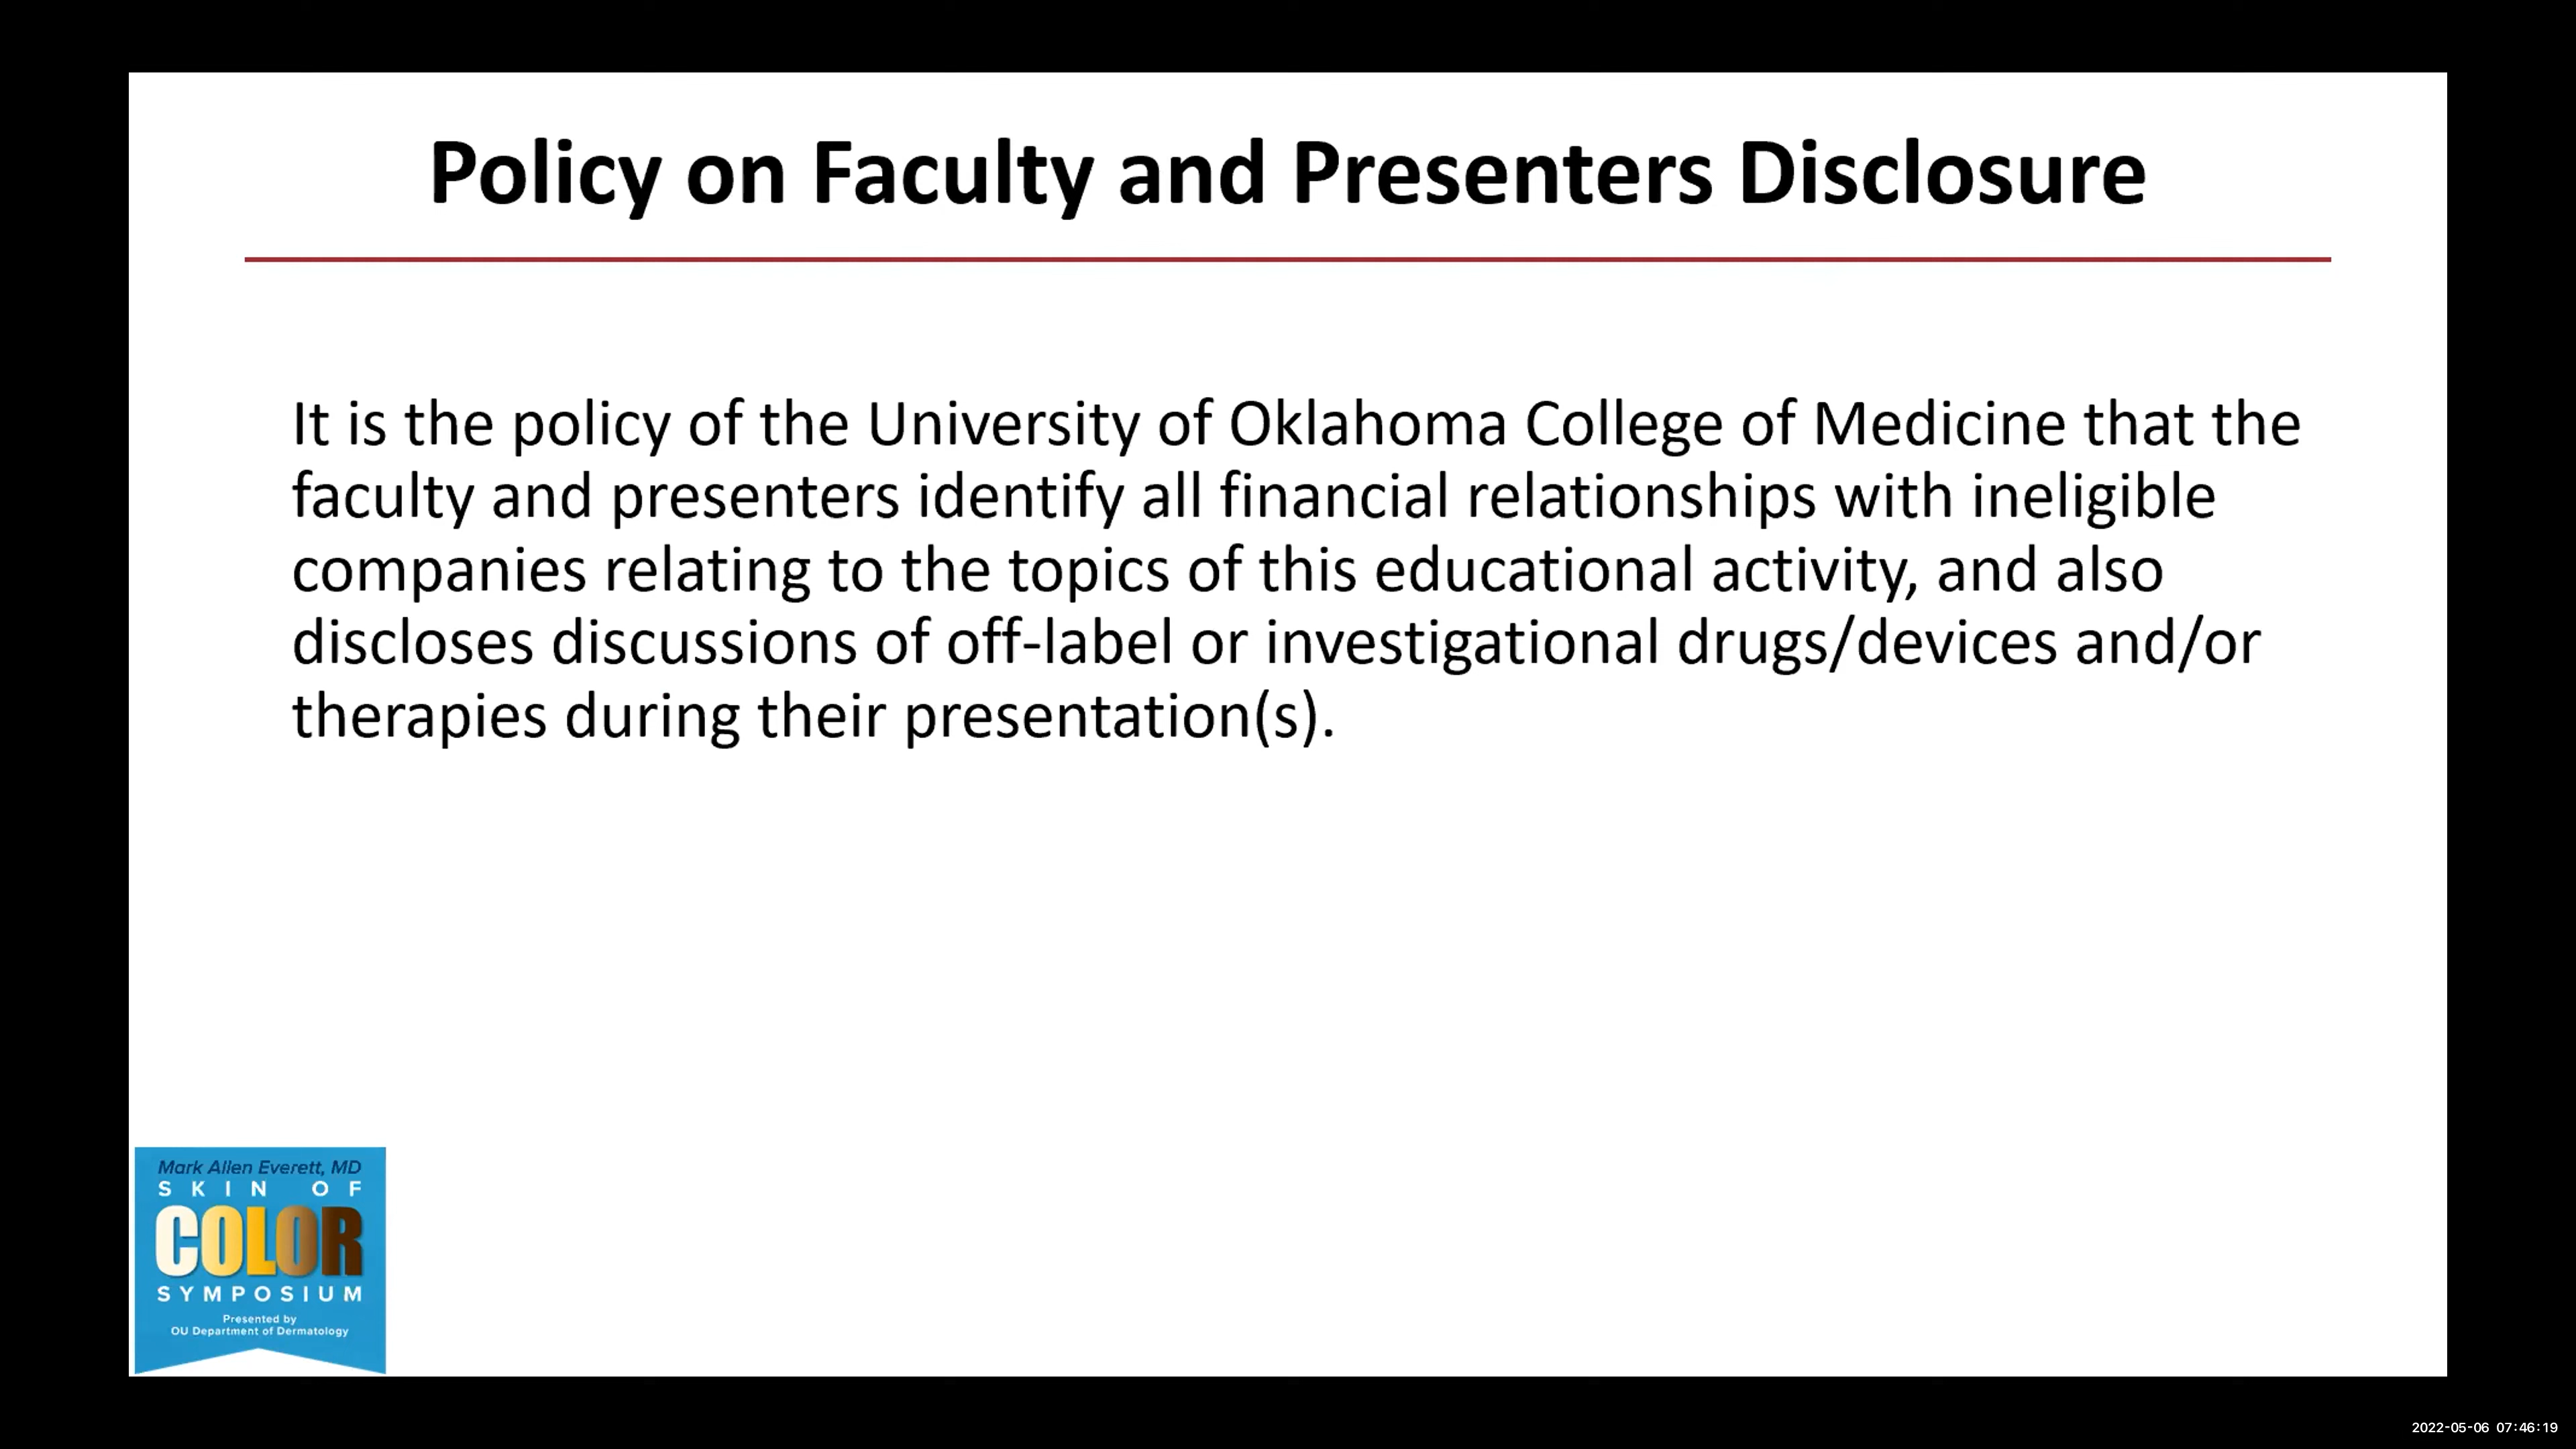 Policy on Faculty and Presenters Disclosure
It is the policy of the University of Oklahoma College of Medicine that the
faculty and presenters identify all financial relationships with ineligible
companies relating to the topics of this educational activity, and also
discloses discussions of off-label or investigational drugs/devices and/or
therapies during their presentation(s).
Mark Allen Everett, MD
SKIN OF
COLOR
SYMPOSIUM
Presented by
OU Department of Dermatology
2022-05-06 07:46:19